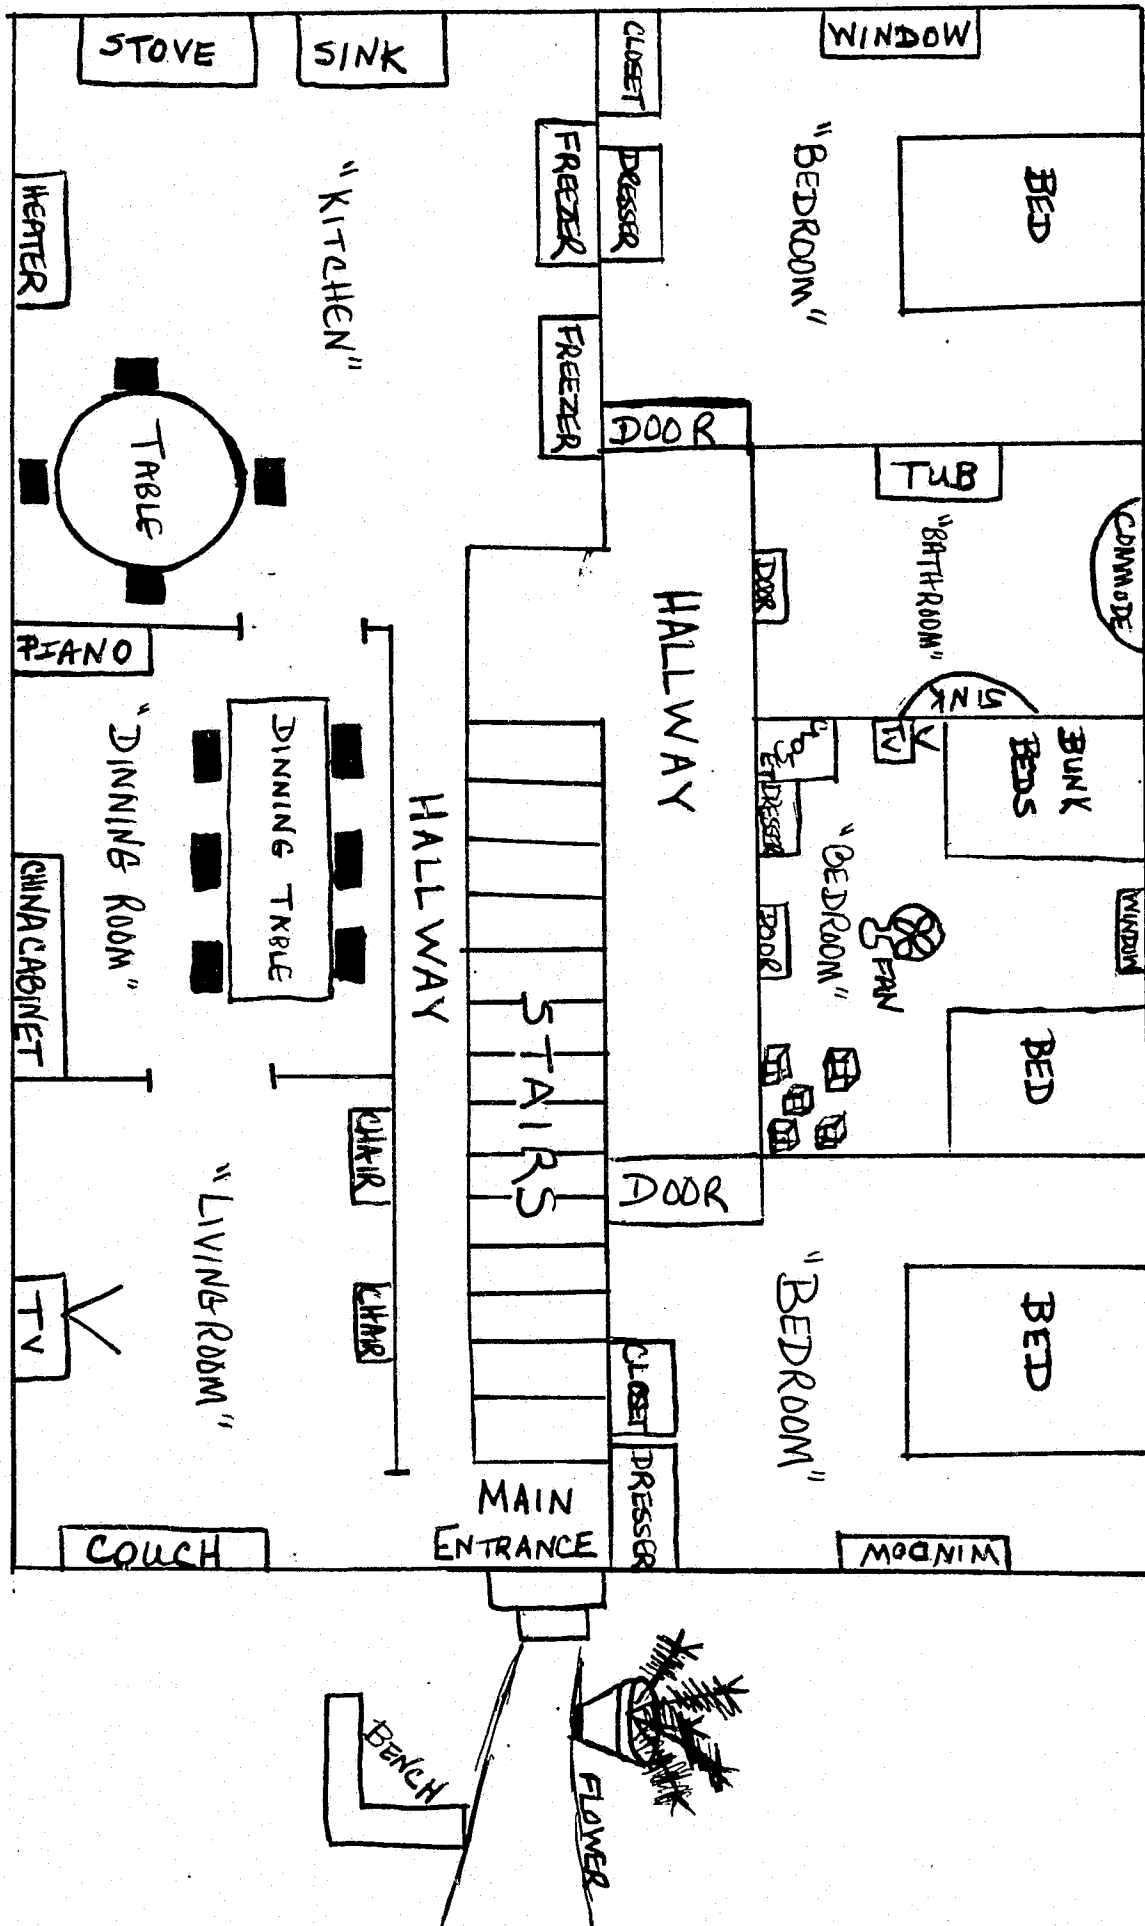 STOVE
SINK
CLOSET
WINDOW
HEATER
"KITCHEN"
FREEZER
DRESSER
"BEDROOM"
BED
FREEZER
DOOR
TABLE
TUB
COMMODE
"BATHROOM"
DOOR
HALLWAY
SINK
PIANO
"DINNING ROOM"
DINNING TABLE
HALLWAY
STAIRS
CLOSET
DRESSER
TV
BUNK
BEDS
"BEDROOM"
WINDOW
DOOR
FAN
BED
CHINACABINET
CHAIR
"LIVING ROOM"
CHAIR
TV
DOOR
"BEDROOM"
BED
CLOSET
DRESSER
MAIN
ENTRANCE
COUCH
WINDOW
BENCH
FLOWER